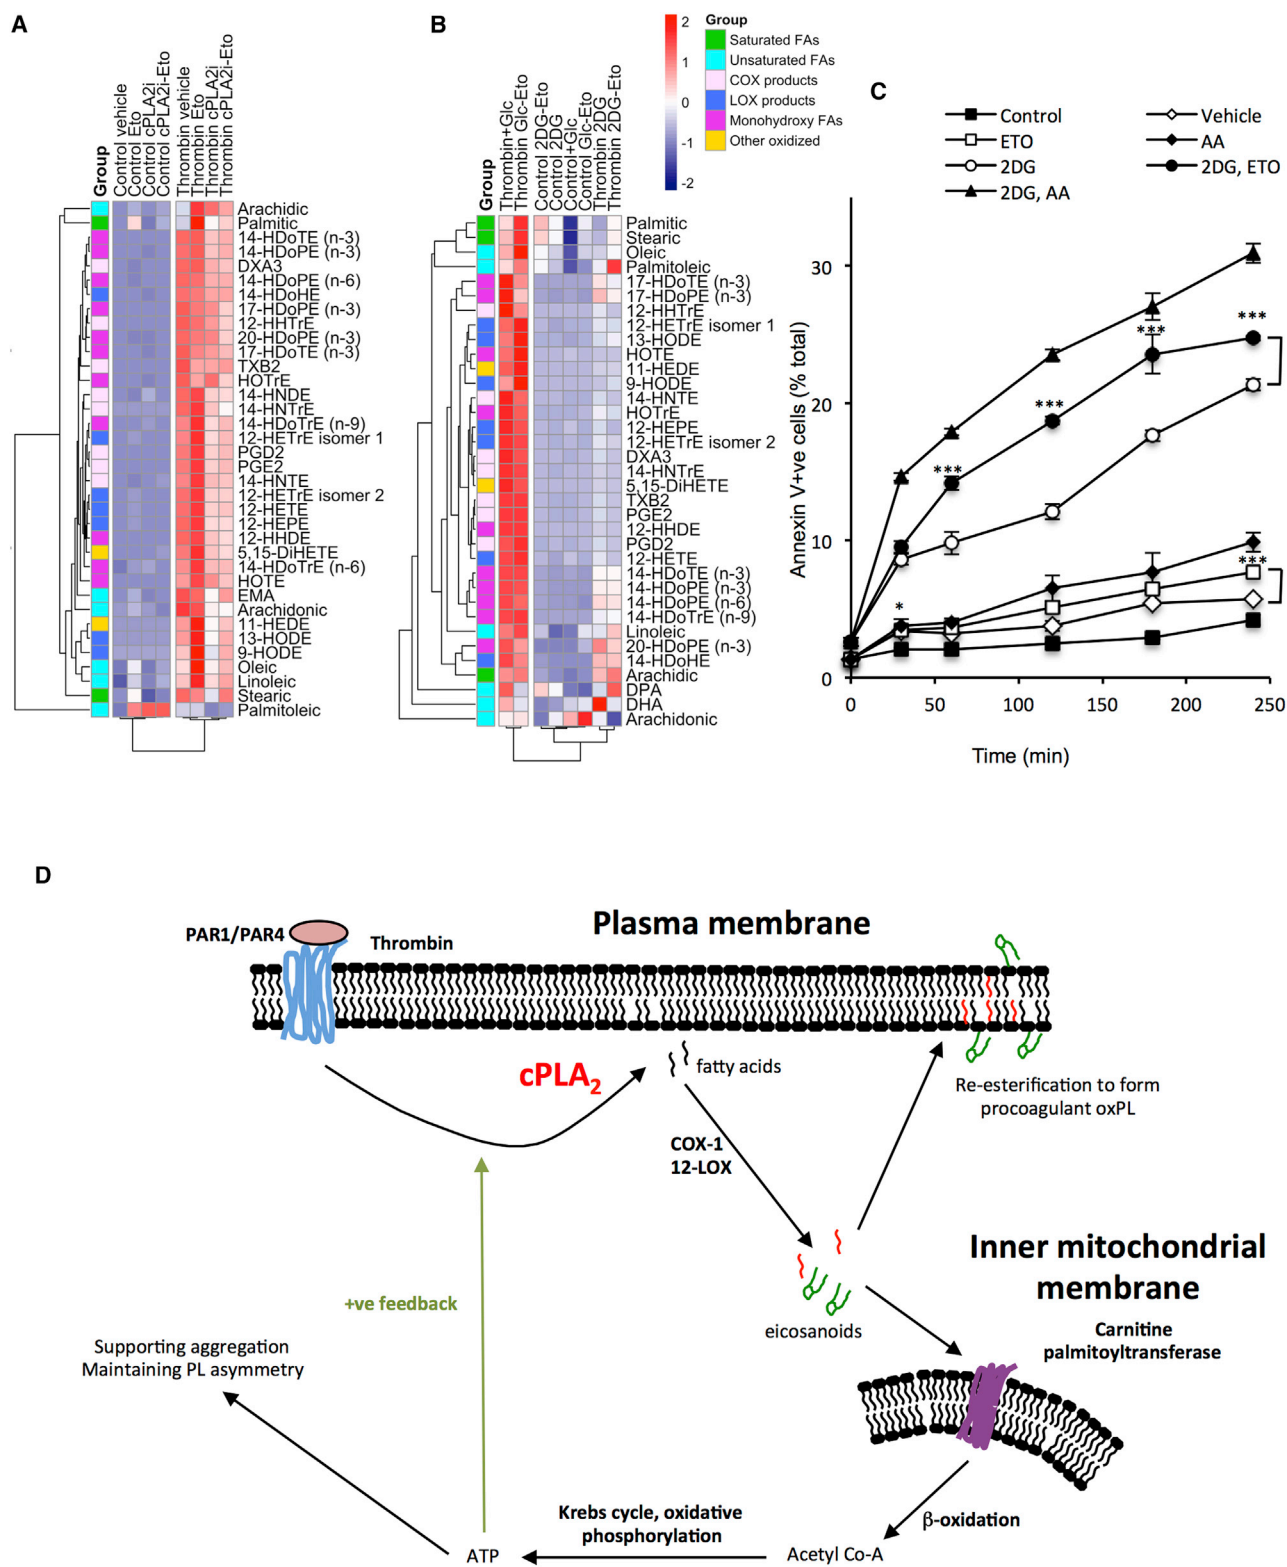 A
Group
Control vehicle
Control Eto
Control cPLA2i
Control cPLA2i-Eto
Thrombin vehicle
Thrombin Eto
Thrombin cPLA2i
Thrombin cPLA2i-Eto
Arachidic
Palmitic
14-HDoTE (n-3)
14-HDoPE (n-3)
DXA3
14-HDoPE (n-6)
14-HDoHE
17-HDoPE (n-3)
12-HHTrE
20-HDoPE (n-3)
17-HDoTE (n-3)
TXB2
HOTrE
14-HNDE
14-HNTrE
14-HDoTrE (n-9)
12-HETrE isomer 1
PGD2
PGE2
14-HNTE
12-HETrE isomer 2
12-HETE
12-HEPE
12-HHDE
5,15-DiHETE
14-HDoTrE (n-6)
HOTE
EMA
Arachidonic
11-HEDE
13-HODE
9-HODE
Oleic
Linoleic
Stearic
Palmitoleic
B
Group
Thrombin+Glc
Thrombin Glc-Eto
Control 2DG-Eto
Control 2DG
Control+Glc
Control Glc-Eto
Thrombin 2DG
Thrombin 2DG-Eto
Palmitic
Stearic
Oleic
Palmitoleic
17-HDoTE (n-3)
17-HDoPE (n-3)
12-HHTrE
12-HETrE isomer 1
13-HODE
HOTE
11-HEDE
9-HODE
14-HNTE
HOTrE
12-HEPE
12-HETrE isomer 2
DXA3
14-HNTrE
5,15-DiHETE
TXB2
PGE2
12-HHDE
PGD2
12-HETE
14-HDoTE (n-3)
14-HDoPE (n-3)
14-HDoPE (n-6)
14-HDoTrE (n-9)
Linoleic
20-HDoPE (n-3)
14-HDoHE
Arachidic
DPA
DHA
Arachidonic
2
1
0
-1
-2
Group
Saturated FAs
Unsaturated FAs
COX products
LOX products
Monohydroxy FAs
Other oxidized
C
Control
Vehicle
ETO
AA
2DG
2DG, ETO
2DG, AA
Annexin V+ve cells (% total)
30
20
10
0
*
***
***
***
***
***
0
50
100
150
200
250
Time (min)
D
Plasma membrane
PAR1/PAR4
Thrombin
cPLA2
fatty acids
Re-esterification to form
procoagulant oxPL
COX-1
12-LOX
Inner mitochondrial
membrane
+ve feedback
eicosanoids
Carnitine
palmitoyltransferase
Supporting aggregation
Maintaining PL asymmetry
Krebs cycle, oxidative
phosphorylation
β-oxidation
ATP
Acetyl Co-A